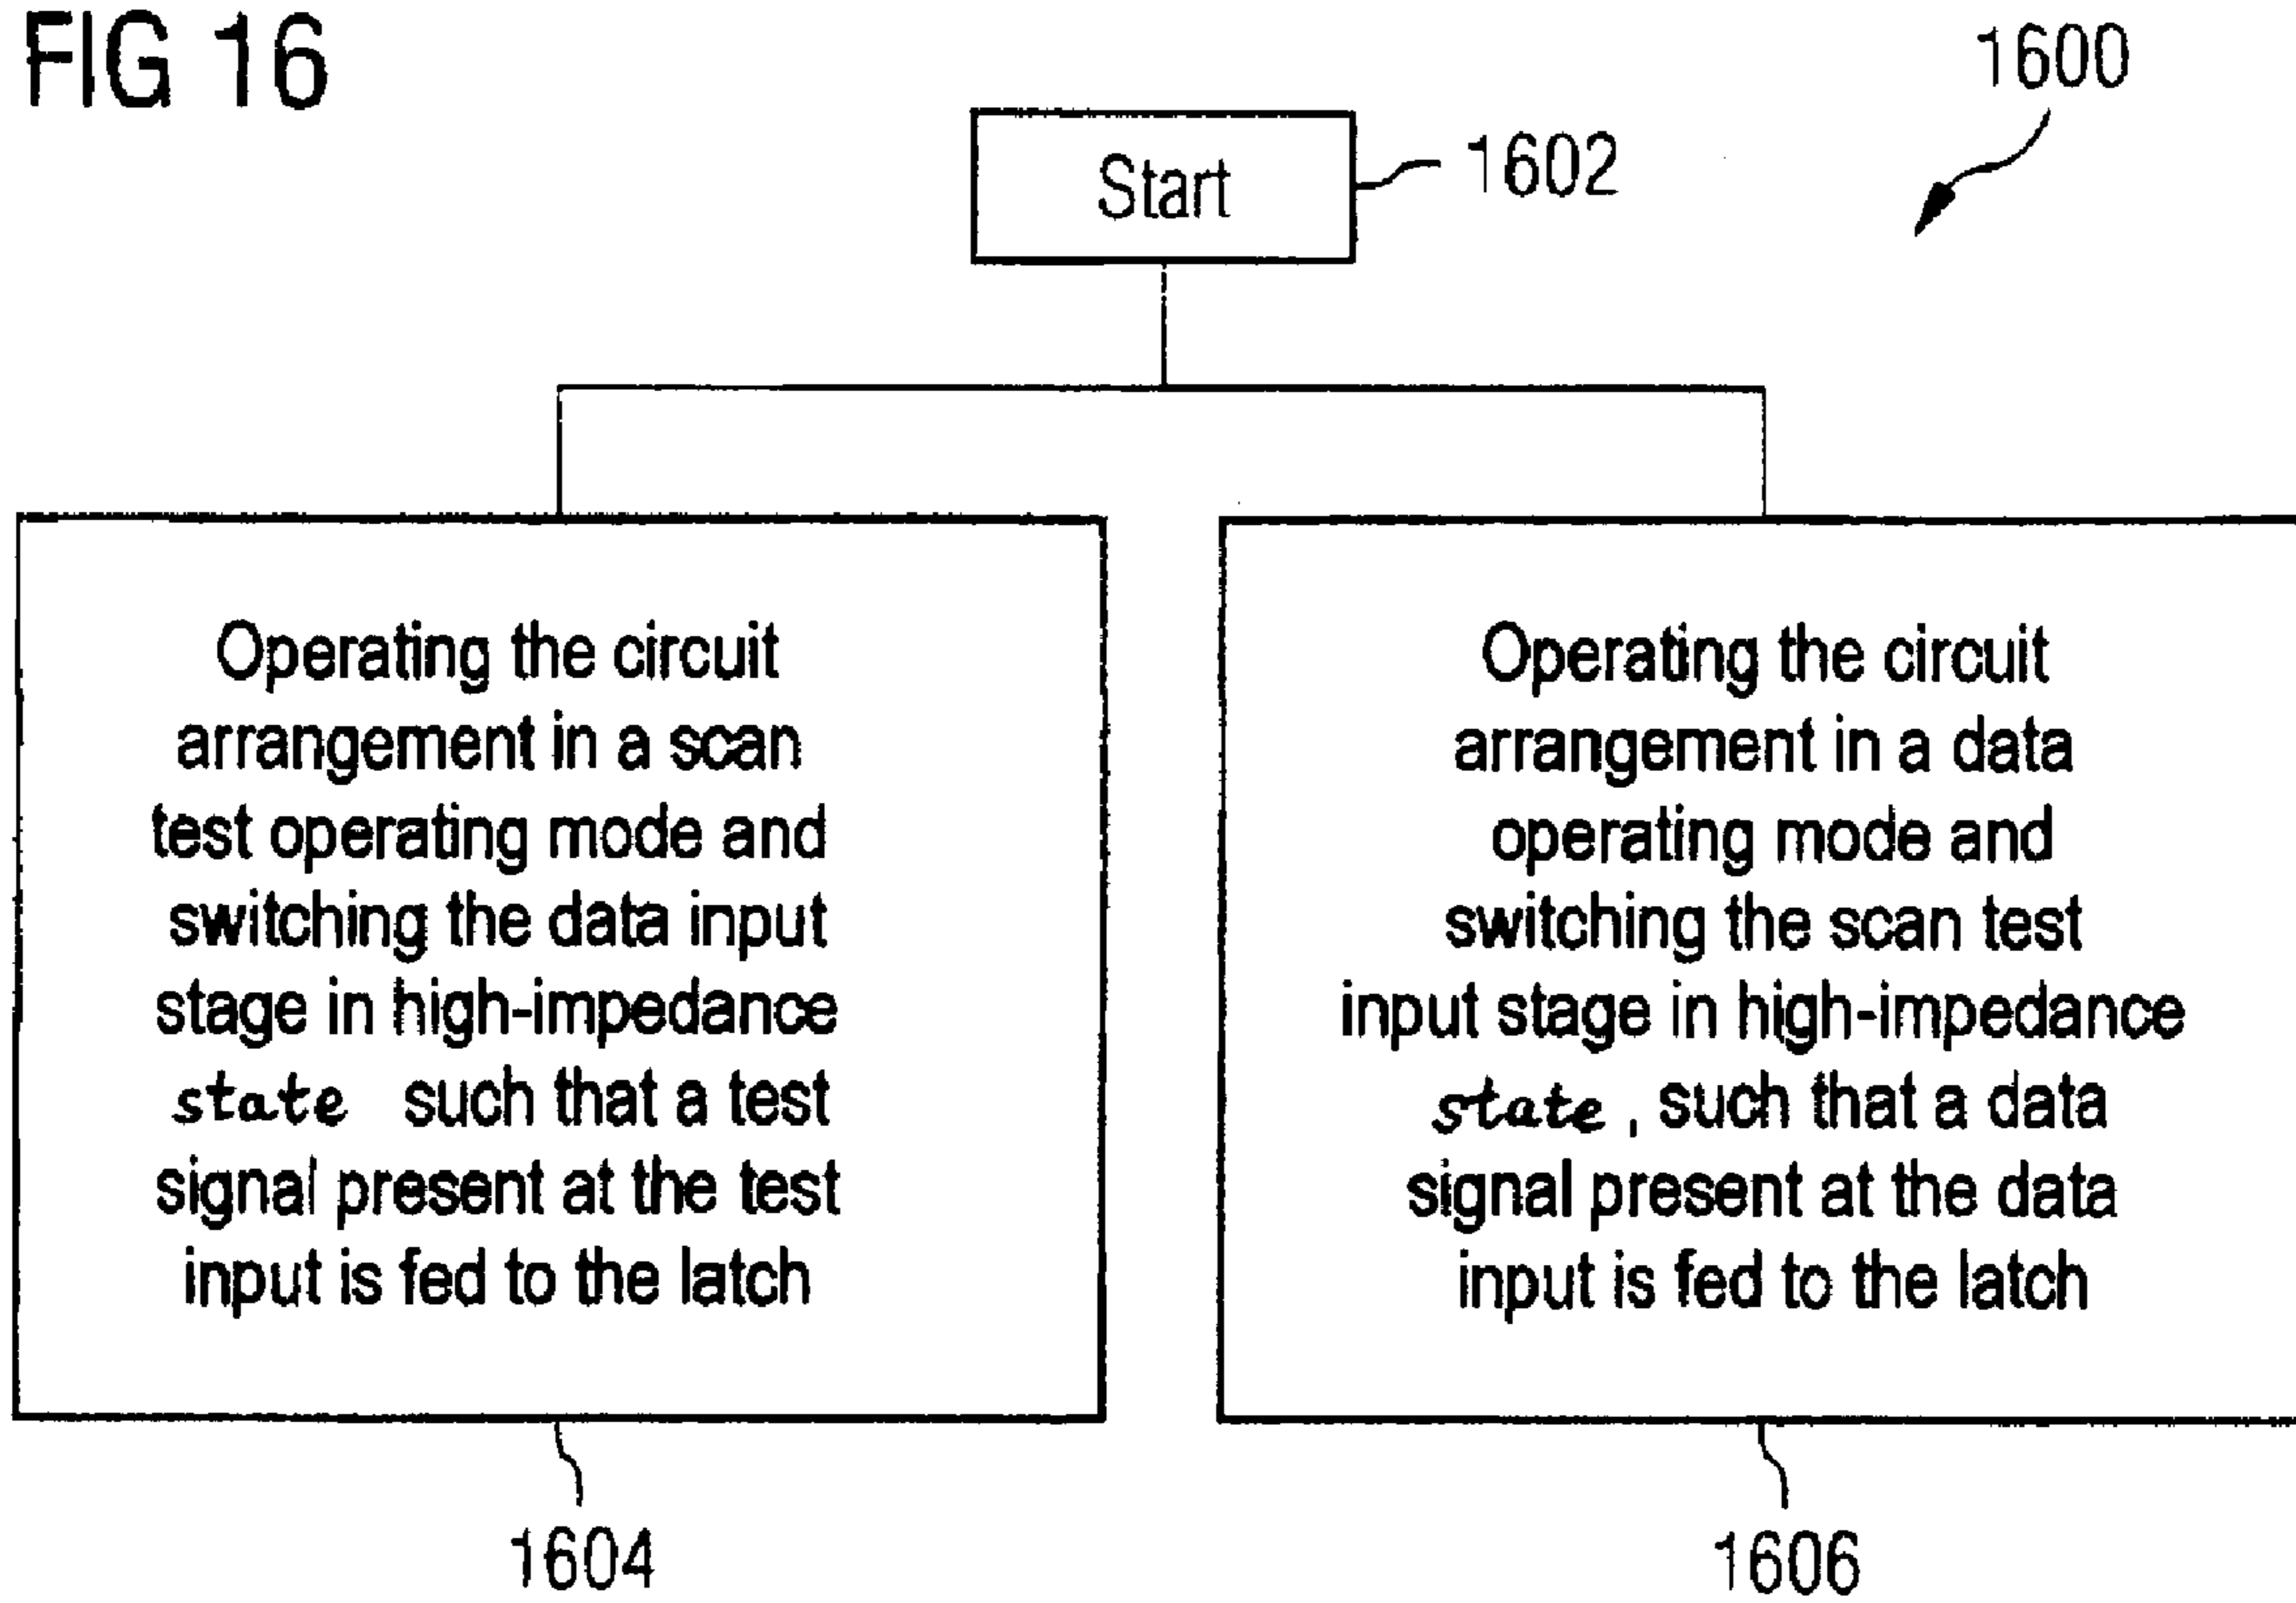 FIG 16
1600
Start
1602
Operating the circuit
arrangement in a scan
test operating mode and
switching the data input
stage in high-impedance
state such that a test
signal present at the test
input is fed to the latch
1604
Operating the circuit
arrangement in a data
operating mode and
switching the scan test
input stage in high-impedance
state, such that a data
signal present at the data
input is fed to the latch
1606